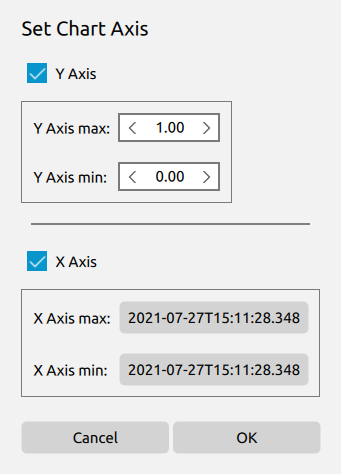 Set Chart Axis
Y Axis
Y Axis max: 1.00
Y Axis min: 0.00
X Axis
X Axis max: 2021-07-27T15:11:28.348
X Axis min: 2021-07-27T15:11:28.348
Cancel OK